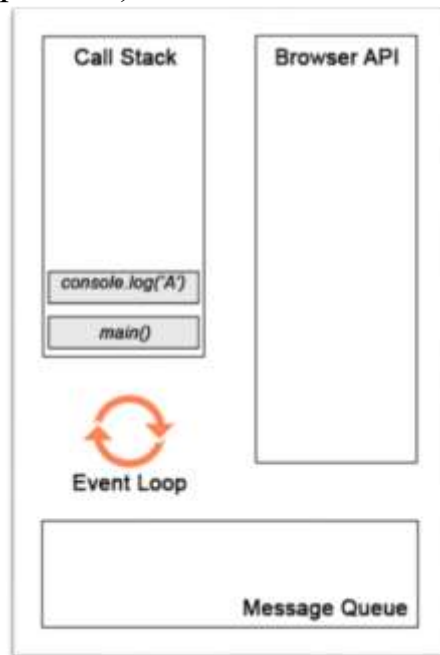 Call Stack
Browser API
console.log('A')
main()
Event Loop
Message Queue